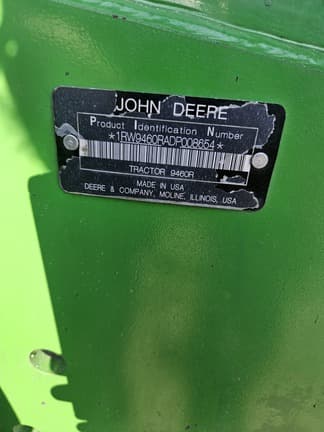 JOHN DEERE
Product Identification Number
*1RW9460RADP008654*
TRACTOR 9460R
MADE IN USA
DEERE & COMPANY, MOLINE, ILLINOIS, USA